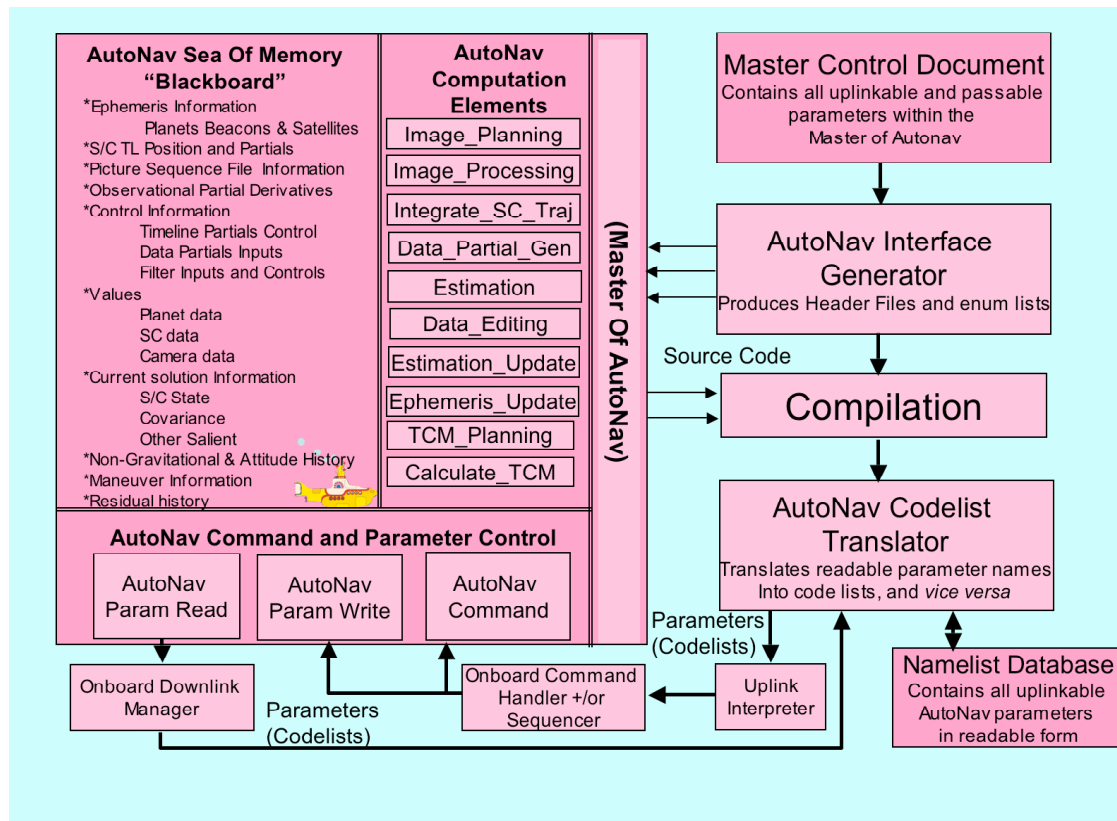 AutoNav Sea Of Memory
“Blackboard”
*Ephemeris Information
Planets Beacons & Satellites
*S/C TL Position and Partials
*Picture Sequence File Information
*Observational Partial Derivatives
*Control Information
Timeline Partials Control
Data Partials Inputs
Filter Inputs and Controls
*Values
Planet data
SC data
Camera data
*Current solution Information
S/C State
Covariance
Other Salient
*Non-Gravitational & Attitude History
*Maneuver Information
*Residual history
AutoNav
Computation
Elements
Image_Planning
Image_Processing
Integrate_SC_Traj
Data_Partial_Gen
Estimation
Data_Editing
Estimation_Update
Ephemeris_Update
TCM_Planning
Calculate_TCM
(Master Of AutoNav)
Master Control Document
Contains all uplinkable and passable
parameters within the
Master of Autonav
AutoNav Interface
Generator
Produces Header Files and enum lists
Source Code
Compilation
AutoNav Codelist
Translator
Translates readable parameter names
Into code lists, and vice versa
AutoNav Command and Parameter Control
AutoNav
Param Read
AutoNav
Param Write
AutoNav
Command
Parameters
(Codelists)
Onboard Downlink
Manager
Parameters
(Codelists)
Onboard Command
Handler +/or
Sequencer
Uplink
Interpreter
Namelist Database
Contains all uplinkable
AutoNav parameters
in readable form